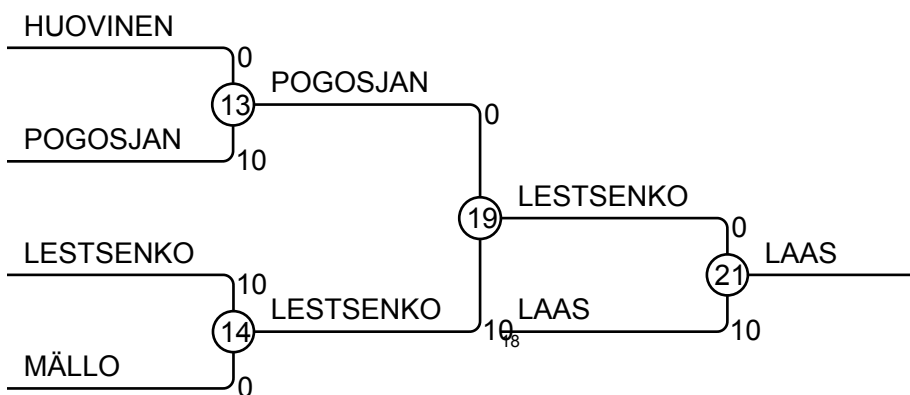 HUOVINEN
0
13
POGOSJAN
0
POGOSJAN
10
19
LESTSENKO
0
21
LAAS
LESTSENKO
10
14
LESTSENKO
10
18
LAAS
10
MÄLLO
0